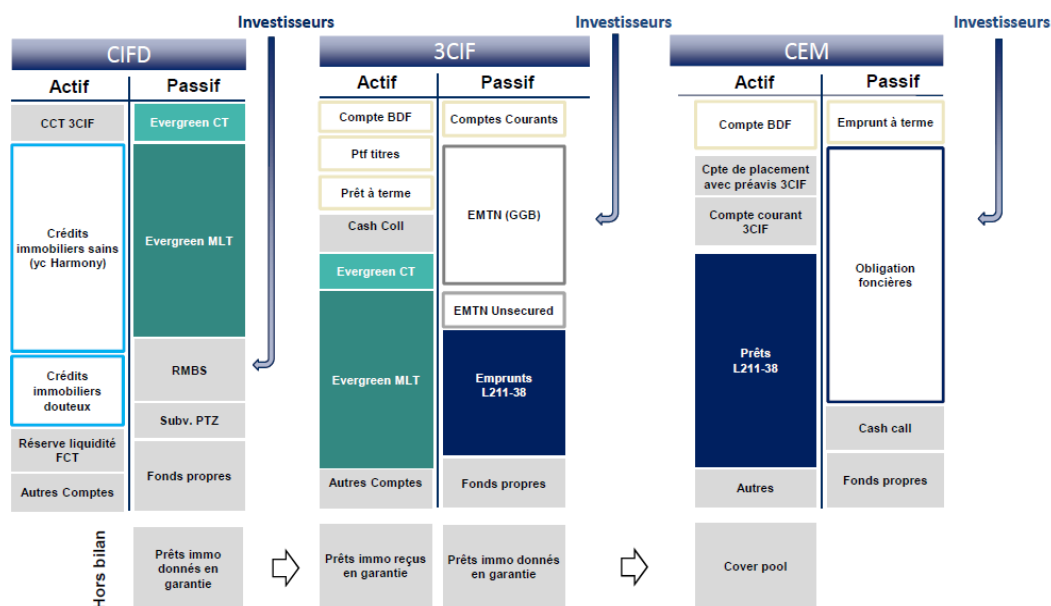 Investisseurs
Investisseurs
Investisseurs
CIFD
Actif
Passif
CCT 3CIF
Evergreen CT
Crédits
immobiliers sains
(yc Harmony)
Evergreen MLT
Crédits
immobiliers
douteux
RMBS
Subv. PTZ
Réserve liquidité
FCT
Autres Comptes
Fonds propres
3CIF
Actif
Passif
Compte BDF
Comptes Courants
Ptf titres
Prêt à terme
Cash Coll
EMTN (GGB)
Evergreen CT
EMTN Unsecured
Evergreen MLT
Emprunts
L211-38
Autres Comptes
Fonds propres
CEM
Actif
Passif
Compte BDF
Emprunt à terme
Cpte de placement
avec préavis 3CIF
Compte courant
3CIF
Obligation
foncières
Prêts
L211-38
Cash call
Autres
Fonds propres
Hors bilan
Prêts immo
donnés en
garantie
Prêts immo reçus
en garantie
Prêts immo donnés
en garantie
Cover pool